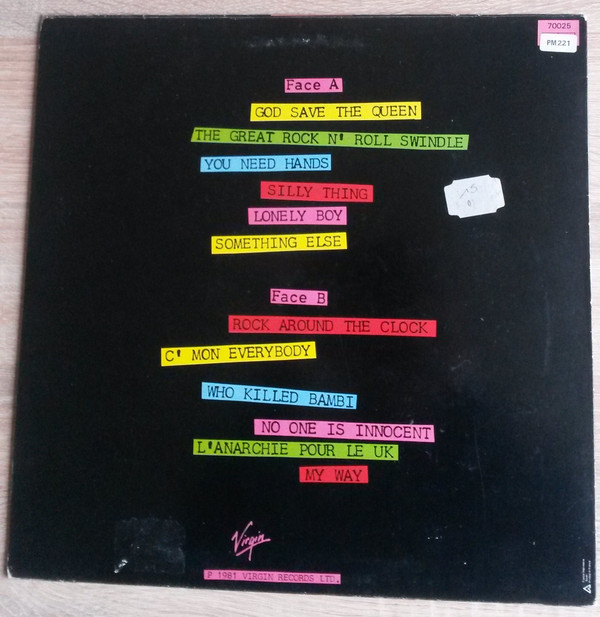 70025
PM 221
Face A
GOD SAVE THE QUEEN
THE GREAT ROCK N' ROLL SWINDLE
YOU NEED HANDS
SILLY THING
LONELY BOY
SOMETHING ELSE
Face B
ROCK AROUND THE CLOCK
C' MON EVERYBODY
WHO KILLED BAMBI
NO ONE IS INNOCENT
L'ANARCHIE POUR LE UK
MY WAY
Virgin
P 1981 VIRGIN RECORDS LTD.